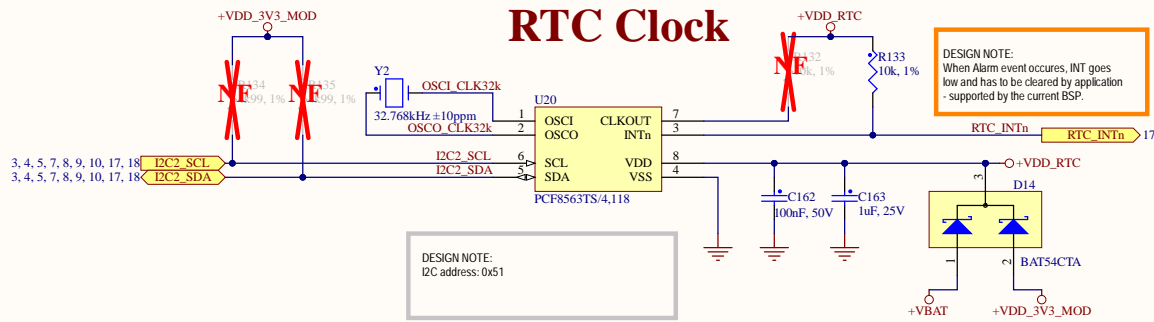 RTC Clock
+VDD_3V3_MOD
+VDD_RTC
DESIGN NOTE:
When Alarm event occures, INT goes
low and has to be cleared by application
- supported by the current BSP.
NF
NF
NF
R133
10k, 1%
Y2
32.768kHz ±10ppm
OSCI_CLK32k
OSCO_CLK32k
U20
1 OSCI CLKOUT 7
2 OSCO INTn 3
6 SCL VDD 8
5 SDA VSS 4
PCF8563TS/4,118
RTC_INTn
RTC_INTn 17
3, 4, 5, 7, 8, 9, 10, 17, 18 I2C2_SCL
I2C2_SCL
3, 4, 5, 7, 8, 9, 10, 17, 18 I2C2_SDA
I2C2_SDA
+VDD_RTC
C162
100nF, 50V
C163
1uF, 25V
3
D14
1
2
BAT54CTA
+VBAT
+VDD_3V3_MOD
DESIGN NOTE:
I2C address: 0x51